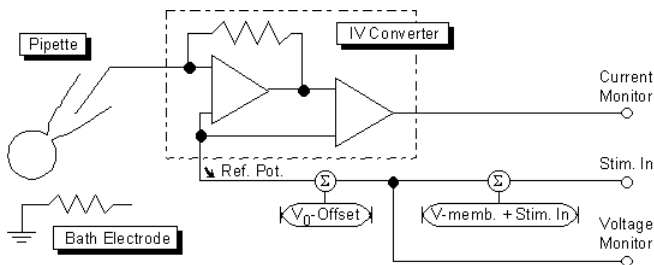 Pipette
IV Converter
Current
Monitor
Ref. Pot.
Σ
Σ
Stim. In
V0-Offset
V-memb. + Stim. In
Bath Electrode
Voltage
Monitor